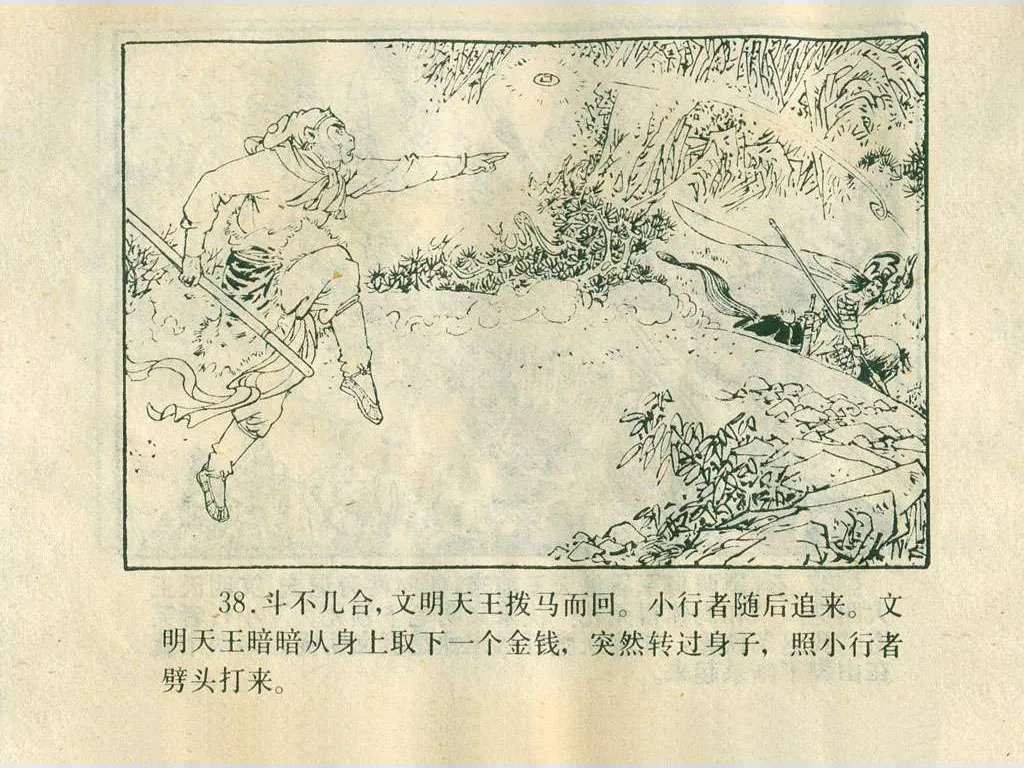 38.斗不几合,文明天王拨马而回。小行者随后追来。文
明天王暗暗从身上取下一个金钱,突然转过身子,照小行者
劈头打来。